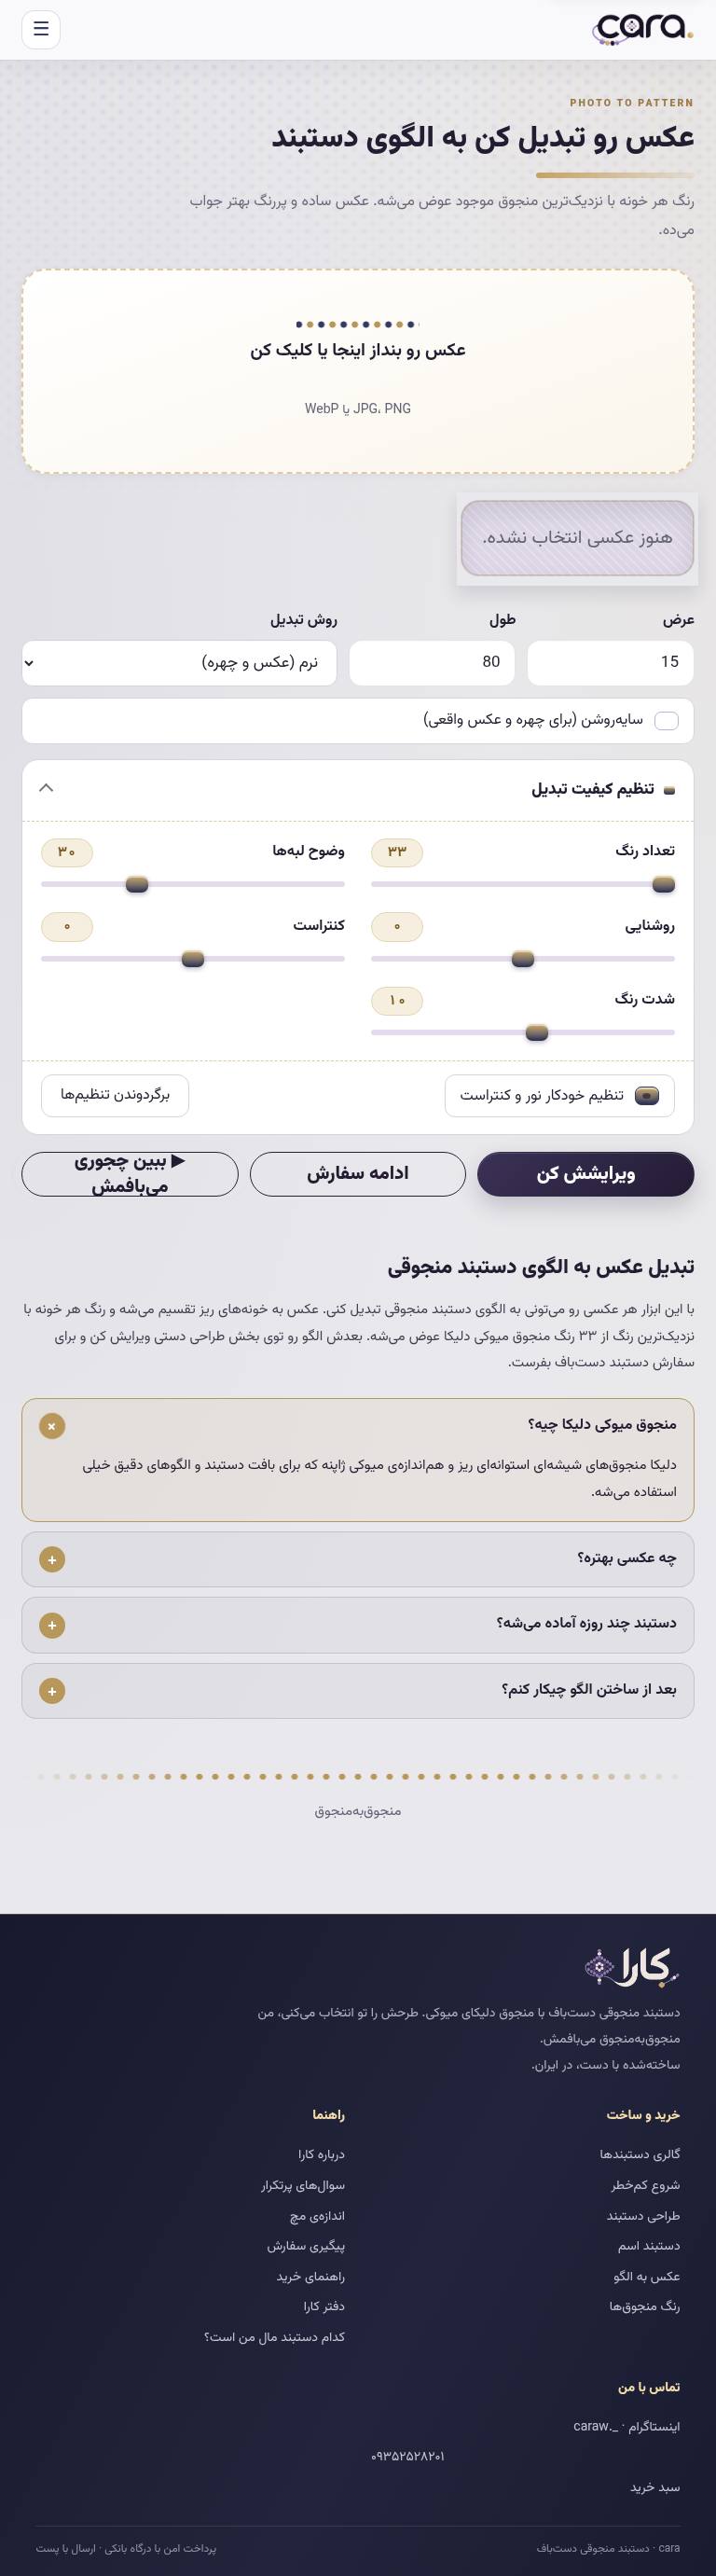 cara.
☰
PHOTO TO PATTERN
عکس رو تبدیل کن به الگوی دستبند
رنگ هر خونه با نزدیک‌ترین منجوق موجود عوض می‌شه. عکس ساده و پررنگ بهتر جواب
می‌ده.
عکس رو بنداز اینجا یا کلیک کن
JPG، PNG یا WebP
هنوز عکسی انتخاب نشده.
عرض
طول
روش تبدیل
15
80
نرم (عکس و چهره)
سایه‌روشن (برای چهره و عکس واقعی)
تنظیم کیفیت تبدیل
تعداد رنگ
۳۳
وضوح لبه‌ها
۳۰
روشنایی
۰
کنتراست
۰
شدت رنگ
۱۰
تنظیم خودکار نور و کنتراست
برگردوندن تنظیم‌ها
ویرایشش کن
ادامه سفارش
▶ ببین چجوری
می‌بافمش
تبدیل عکس به الگوی دستبند منجوقی
با این ابزار هر عکسی رو می‌تونی به الگوی دستبند منجوقی تبدیل کنی. عکس به خونه‌های ریز تقسیم می‌شه و رنگ هر خونه با
نزدیک‌ترین رنگ از ۳۳ رنگ منجوق میوکی دلیکا عوض می‌شه. بعدش الگو رو توی بخش طراحی دستی ویرایش کن و برای
سفارش دستبند دست‌باف بفرست.
منجوق میوکی دلیکا چیه؟
×
دلیکا منجوق‌های شیشه‌ای استوانه‌ای ریز و هم‌اندازه‌ی میوکی ژاپنه که برای بافت دستبند و الگوهای دقیق خیلی
استفاده می‌شه.
چه عکسی بهتره؟
+
دستبند چند روزه آماده می‌شه؟
+
بعد از ساختن الگو چیکار کنم؟
+
منجوق‌به‌منجوق
کارا
دستبند منجوقی دست‌باف با منجوق دلیکای میوکی. طرحش را تو انتخاب می‌کنی، من
منجوق‌به‌منجوق می‌بافمش.
ساخته‌شده با دست، در ایران.
خرید و ساخت
گالری دستبندها
شروع کم‌خطر
طراحی دستبند
دستبند اسم
عکس به الگو
رنگ منجوق‌ها
راهنما
درباره کارا
سوال‌های پرتکرار
اندازه‌ی مچ
پیگیری سفارش
راهنمای خرید
دفتر کارا
کدام دستبند مال من است؟
تماس با من
اینستاگرام · caraw._
۰۹۳۵۲۵۲۸۲۰۱
سبد خرید
cara · دستبند منجوقی دست‌باف
پرداخت امن با درگاه بانکی · ارسال با پست